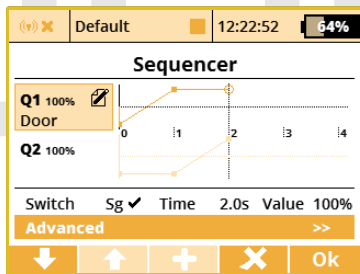 Default 12:22:52 64%
Sequencer
Q1 100%
Door
0 1 2 3 4
Q2 100%
Switch Sg ✔ Time 2.0s Value 100%
Advanced >>
Ok